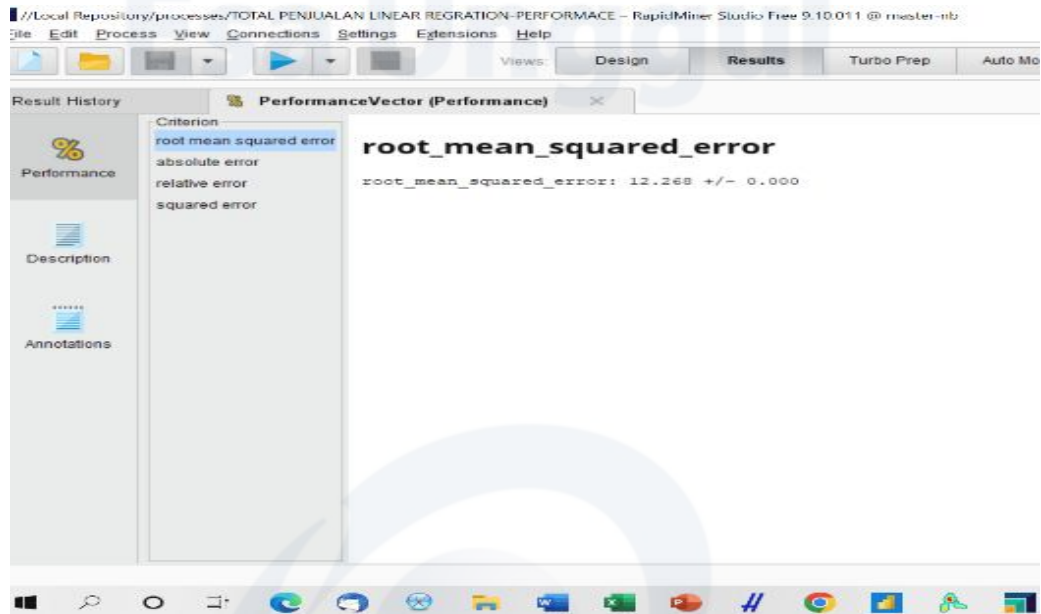 //Local Repository/processes/TOTAL PENJUALAN LINEAR REGRATION-PERFORMACE – RapidMiner Studio Free 9.10.011 @ master-nb
File Edit Process View Connections Settings Extensions Help
Views: Design Results Turbo Prep Auto Mo
Result History PerformanceVector (Performance)
Criterion
root mean squared error
absolute error
relative error
squared error
Performance
Description
Annotations
root_mean_squared_error
root_mean_squared_error: 12.268 +/- 0.000